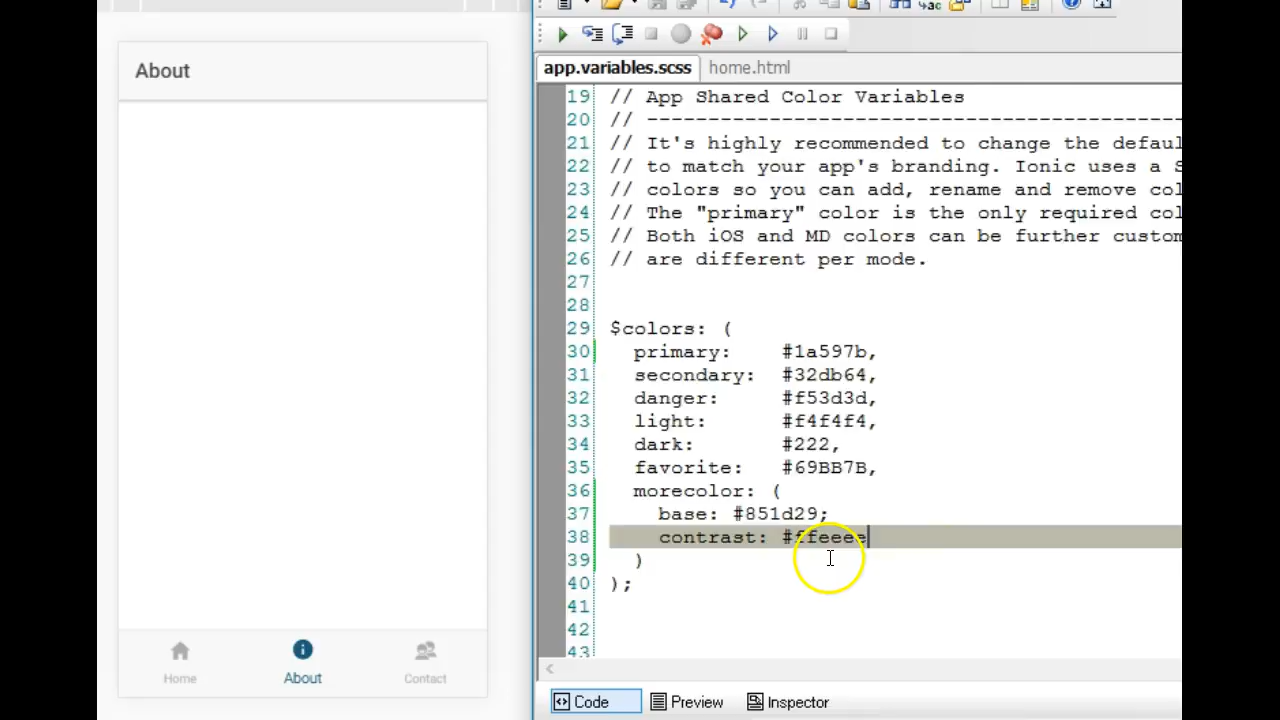 About
Home
About
Contact
app.variables.scss home.html
19 // App Shared Color Variables
20 // --------------------------------------------
21 // It's highly recommended to change the defaul
22 // to match your app's branding. Ionic uses a S
23 // colors so you can add, rename and remove col
24 // The "primary" color is the only required col
25 // Both iOS and MD colors can be further custom
26 // are different per mode.
27
28
29 $colors: (
30 primary: #1a597b,
31 secondary: #32db64,
32 danger: #f53d3d,
33 light: #f4f4f4,
34 dark: #222,
35 favorite: #69BB7B,
36 morecolor: (
37 base: #851d29;
38 contrast: #ffeeee
39 )
40 );
41
42
43
Code Preview Inspector